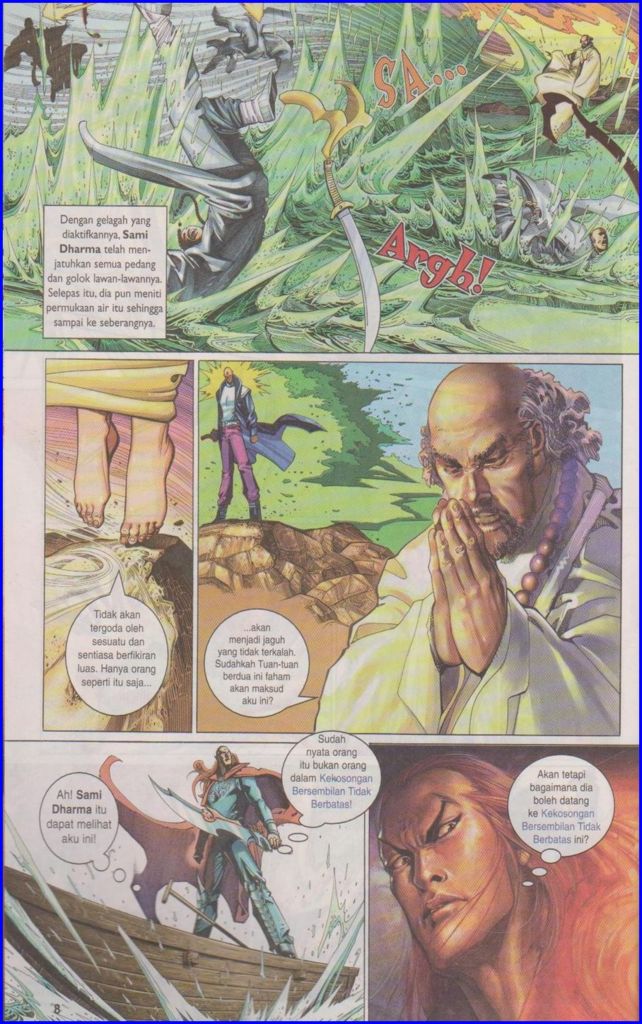 SA...
Argh!
Dengan gelagah yang
diaktifkannya, Sami
Dharma telah men-
jatuhkan semua pedang
dan golok lawan-lawannya.
Selepas itu, dia pun meniti
permukaan air itu sehingga
sampai ke seberangnya.
Tidak akan
tergoda oleh
sesuatu dan
sentiasa berfikiran
luas. Hanya orang
seperti itu saja...
...akan
menjadi jaguh
yang tidak terkalah.
Sudahkah Tuan-tuan
berdua ini faham
akan maksud
aku ini?
Ah! Sami
Dharma itu
dapat melihat
aku ini!
Sudah
nyata orang
itu bukan orang
dalam Kekosongan
Bersembilan Tidak
Berbatas!
Akan tetapi
bagaimana dia
boleh datang
ke Kekosongan
Bersembilan Tidak
Berbatas ini?
8